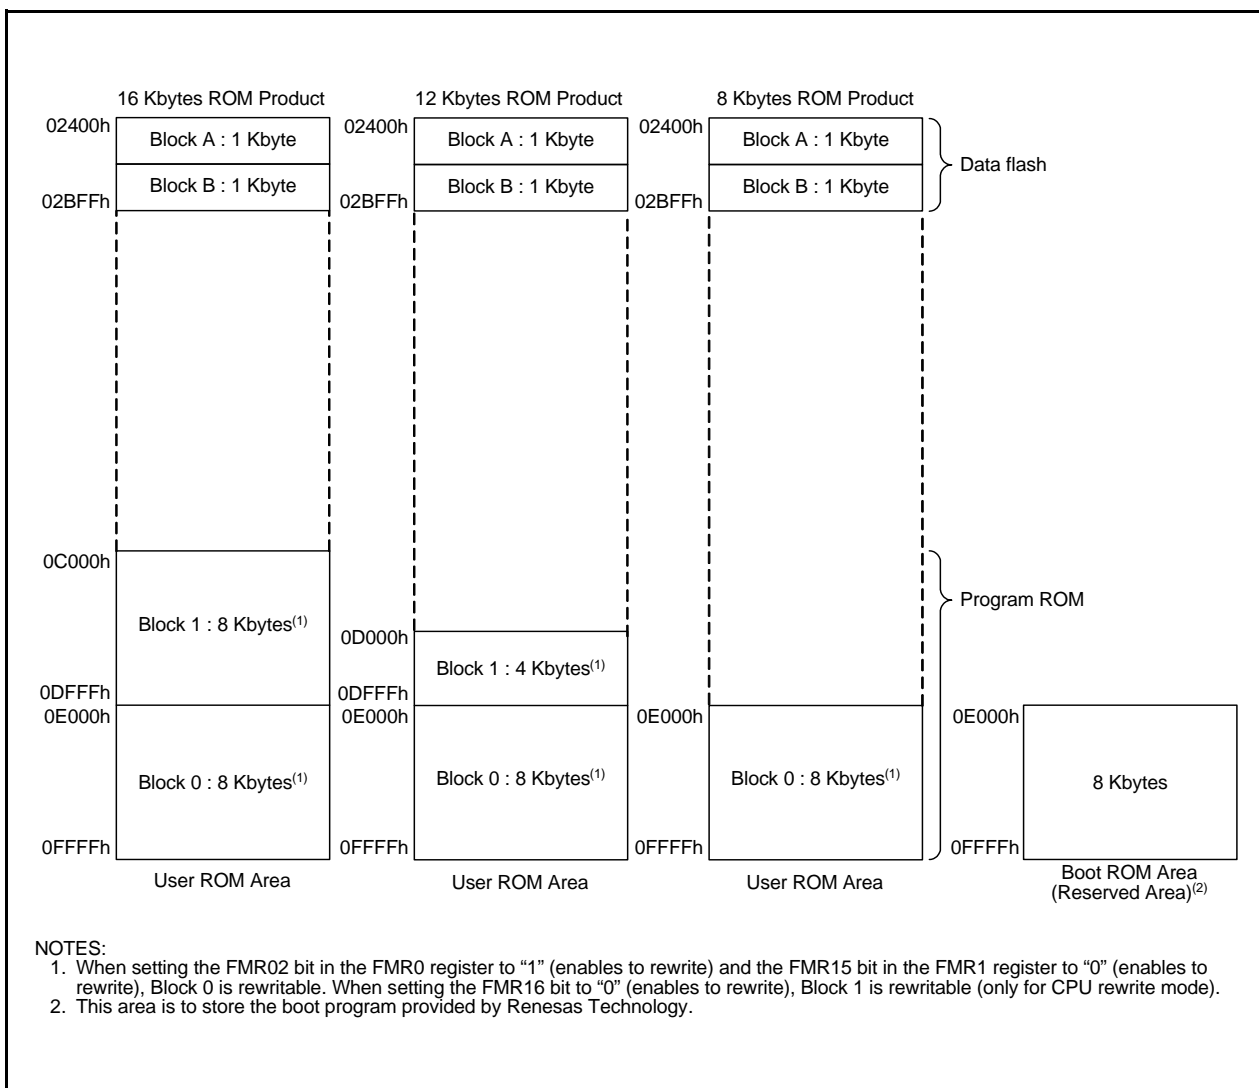 16 Kbytes ROM Product
12 Kbytes ROM Product
8 Kbytes ROM Product
02400h
Block A : 1 Kbyte
02400h
Block A : 1 Kbyte
02400h
Block A : 1 Kbyte
Data flash
Block B : 1 Kbyte
Block B : 1 Kbyte
Block B : 1 Kbyte
02BFFh
02BFFh
02BFFh
0C000h
Program ROM
Block 1 : 8 Kbytes(1)
0D000h
Block 1 : 4 Kbytes(1)
0DFFFh
0DFFFh
0E000h
0E000h
0E000h
0E000h
Block 0 : 8 Kbytes(1)
Block 0 : 8 Kbytes(1)
Block 0 : 8 Kbytes(1)
8 Kbytes
0FFFFh
0FFFFh
0FFFFh
0FFFFh
User ROM Area
User ROM Area
User ROM Area
Boot ROM Area
(Reserved Area)(2)
NOTES:
1. When setting the FMR02 bit in the FMR0 register to “1” (enables to rewrite) and the FMR15 bit in the FMR1 register to “0” (enables to
rewrite), Block 0 is rewritable. When setting the FMR16 bit to “0” (enables to rewrite), Block 1 is rewritable (only for CPU rewrite mode).
2. This area is to store the boot program provided by Renesas Technology.